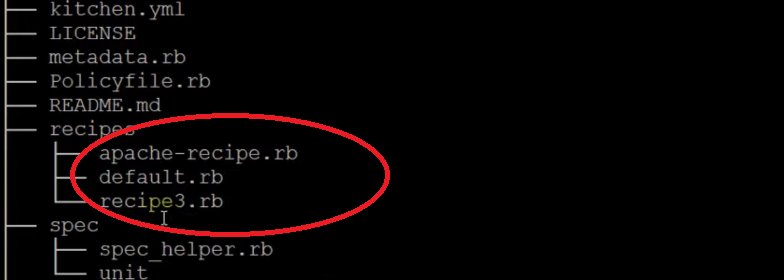 kitchen.yml
LICENSE
metadata.rb
Policyfile.rb
README.md
recipes
apache-recipe.rb
default.rb
recipe3.rb
spec
spec_helper.rb
unit